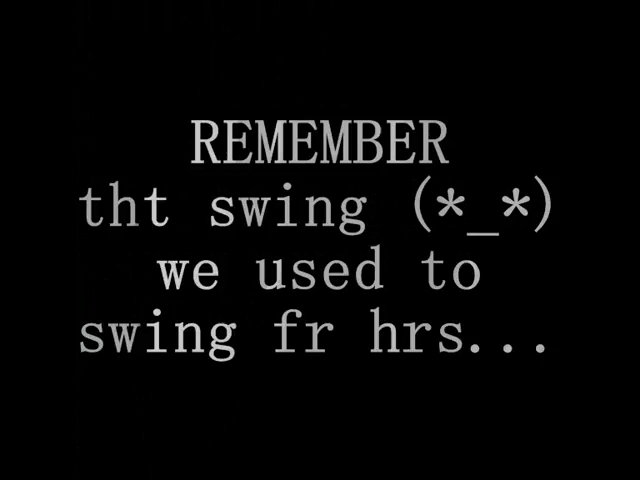 REMEMBER
tht swing (*_*)
we used to
swing fr hrs...